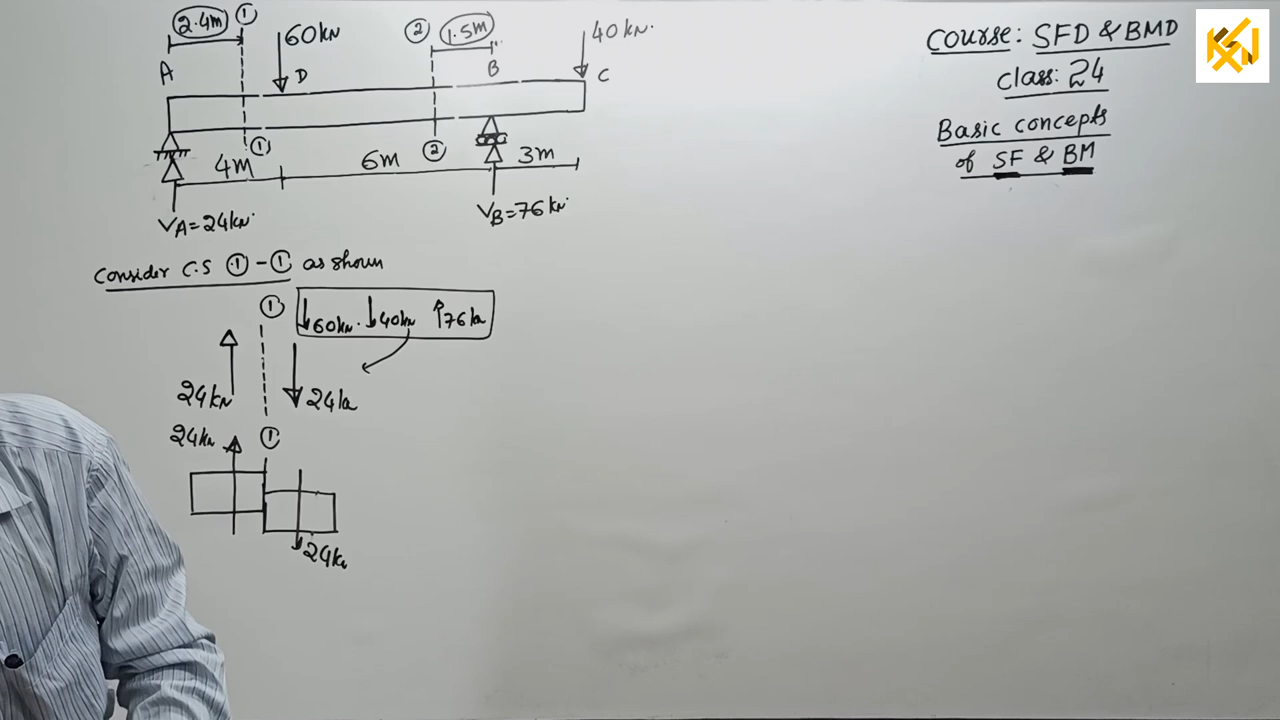 2.4m ① 60kN ② 1.5m 40kN.
A D B C
① 4m 6m ② 3m
VA=24kN. VB=76kN.
Consider C.S ①-① as shown
① ↓60kN. ↓40kN ↑76kN
24kN 24kN
24kN ①
24kN
Course: SFD & BMD
Class: 24
Basic concepts
of SF & BM